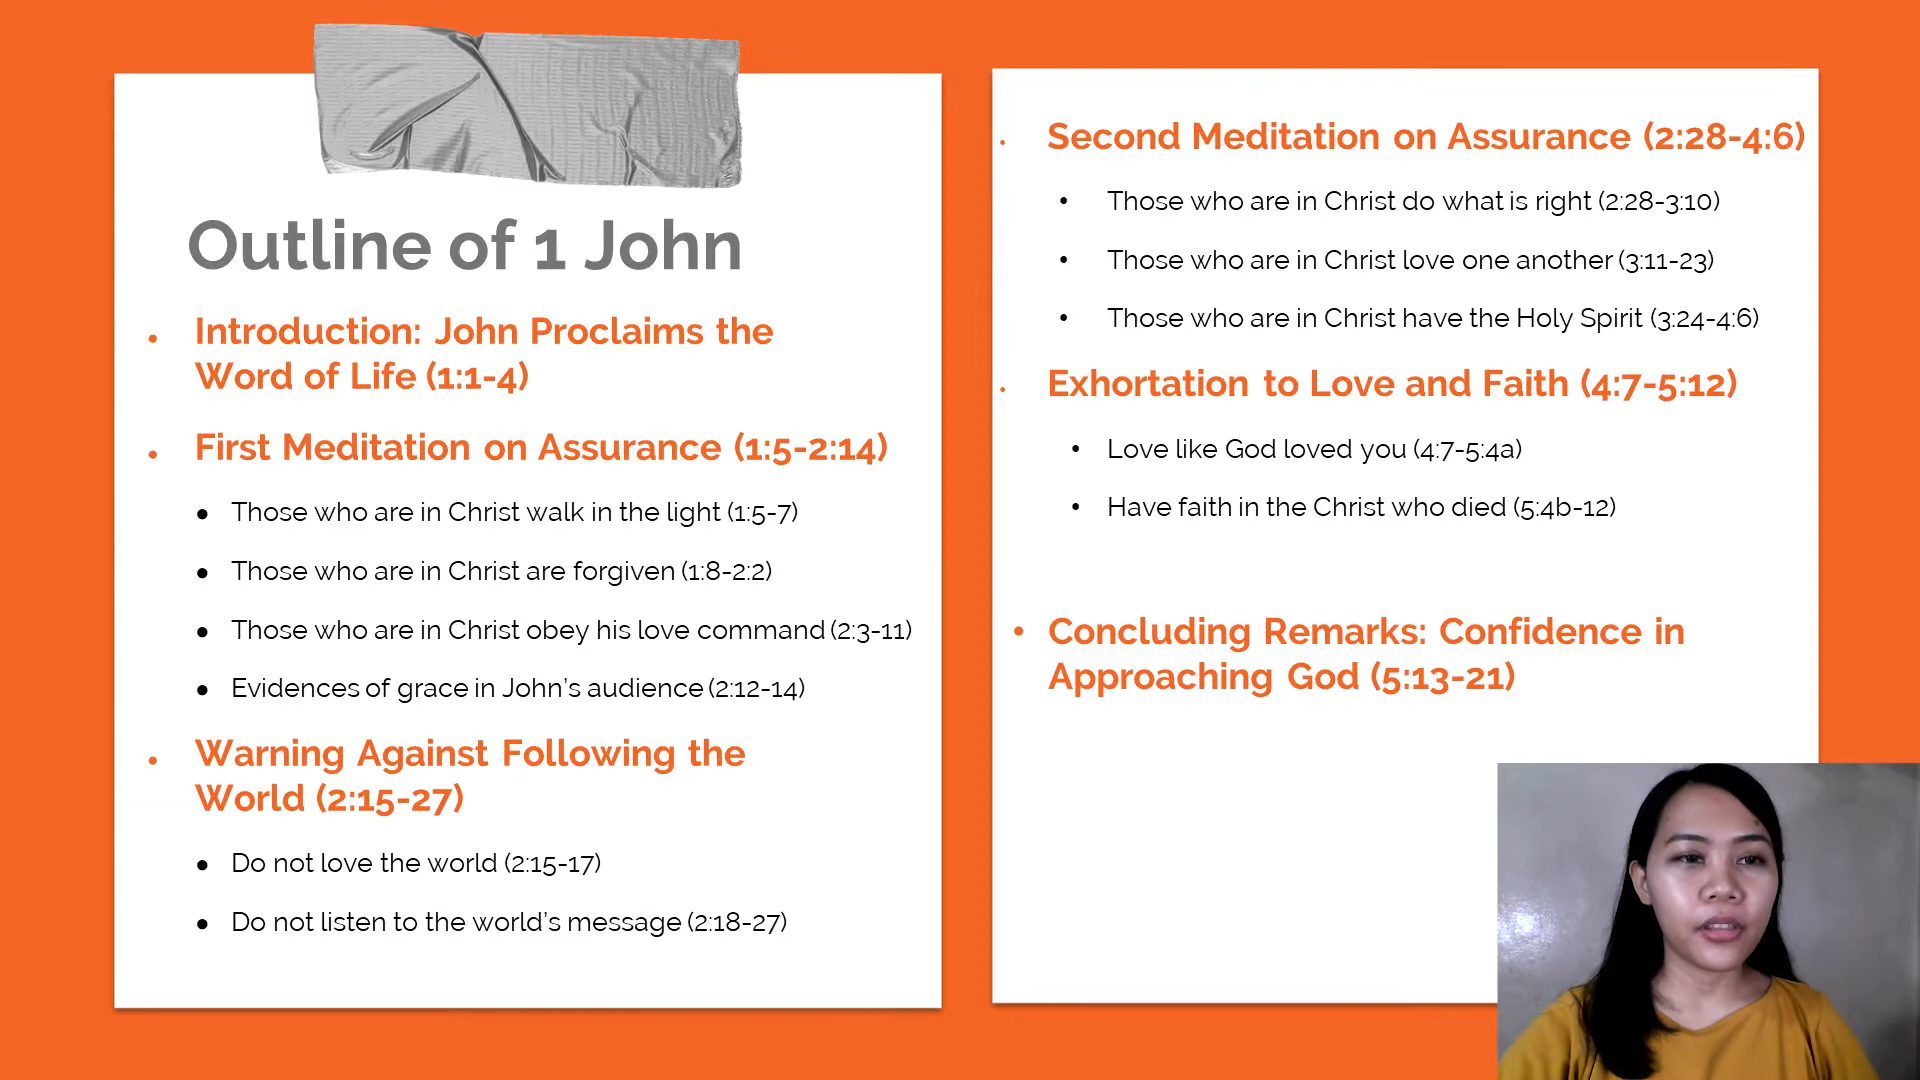 Outline of 1 John
• Introduction: John Proclaims the
Word of Life (1:1-4)
• First Meditation on Assurance (1:5-2:14)
• Those who are in Christ walk in the light (1:5-7)
• Those who are in Christ are forgiven (1:8-2:2)
• Those who are in Christ obey his love command (2:3-11)
• Evidences of grace in John’s audience (2:12-14)
• Warning Against Following the
World (2:15-27)
• Do not love the world (2:15-17)
• Do not listen to the world’s message (2:18-27)
• Second Meditation on Assurance (2:28-4:6)
• Those who are in Christ do what is right (2:28-3:10)
• Those who are in Christ love one another (3:11-23)
• Those who are in Christ have the Holy Spirit (3:24-4:6)
• Exhortation to Love and Faith (4:7-5:12)
• Love like God loved you (4:7-5:4a)
• Have faith in the Christ who died (5:4b-12)
• Concluding Remarks: Confidence in
Approaching God (5:13-21)